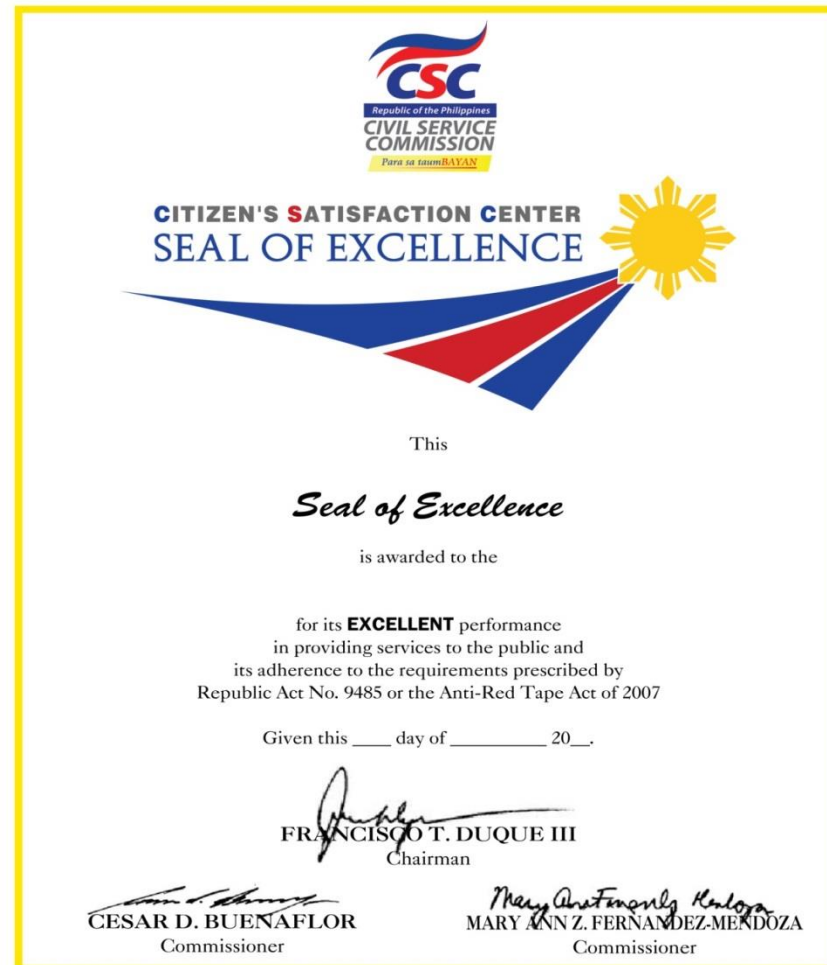 CSC
Republic of the Philippines
CIVIL SERVICE
COMMISSION
Para sa taumBAYAN
CITIZEN'S SATISFACTION CENTER
SEAL OF EXCELLENCE
This
Seal of Excellence
is awarded to the
for its EXCELLENT performance
in providing services to the public and
its adherence to the requirements prescribed by
Republic Act No. 9485 or the Anti-Red Tape Act of 2007
Given this ____ day of __________ 20__.
FRANCISCO T. DUQUE III
Chairman
CESAR D. BUENAFLOR
Commissioner
MARY ANN Z. FERNANDEZ-MENDOZA
Commissioner